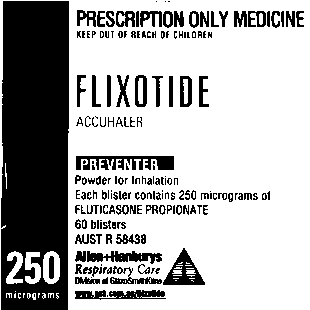 PRESCRIPTION ONLY MEDICINE
KEEP OUT OF REACH OF CHILDREN
FLIXOTIDE
ACCUHALER
PREVENTER
Powder for Inhalation
Each blister contains 250 micrograms of
FLUTICASONE PROPIONATE
60 blisters
AUST R 58438
Allen+Hanburys
Respiratory Care
Division of GlaxoSmithKline
250
micrograms